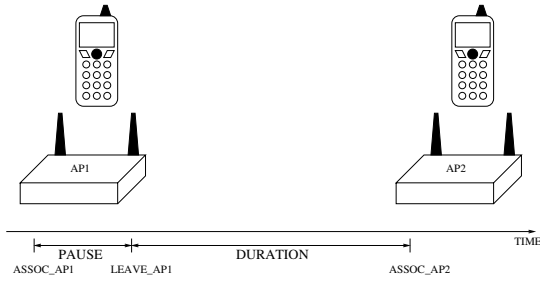 AP1
AP2
TIME
PAUSE
DURATION
ASSOC_AP1
LEAVE_AP1
ASSOC_AP2